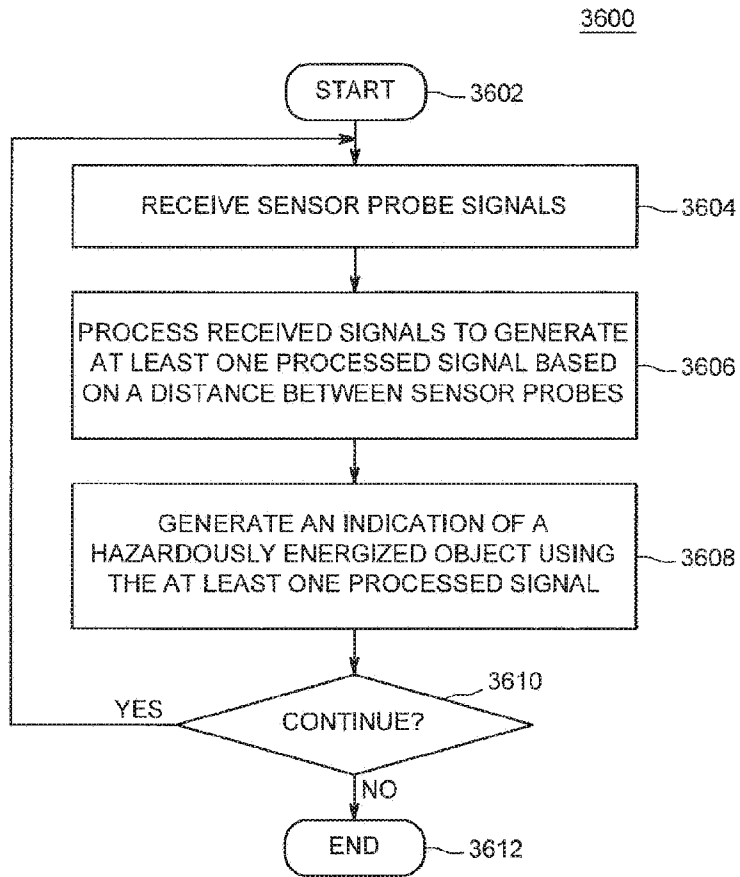 3600
START
3602
RECEIVE SENSOR PROBE SIGNALS
3604
PROCESS RECEIVED SIGNALS TO GENERATE
AT LEAST ONE PROCESSED SIGNAL BASED
ON A DISTANCE BETWEEN SENSOR PROBES
3606
GENERATE AN INDICATION OF A
HAZARDOUSLY ENERGIZED OBJECT USING
THE AT LEAST ONE PROCESSED SIGNAL
3608
3610
YES
CONTINUE?
NO
END
3612